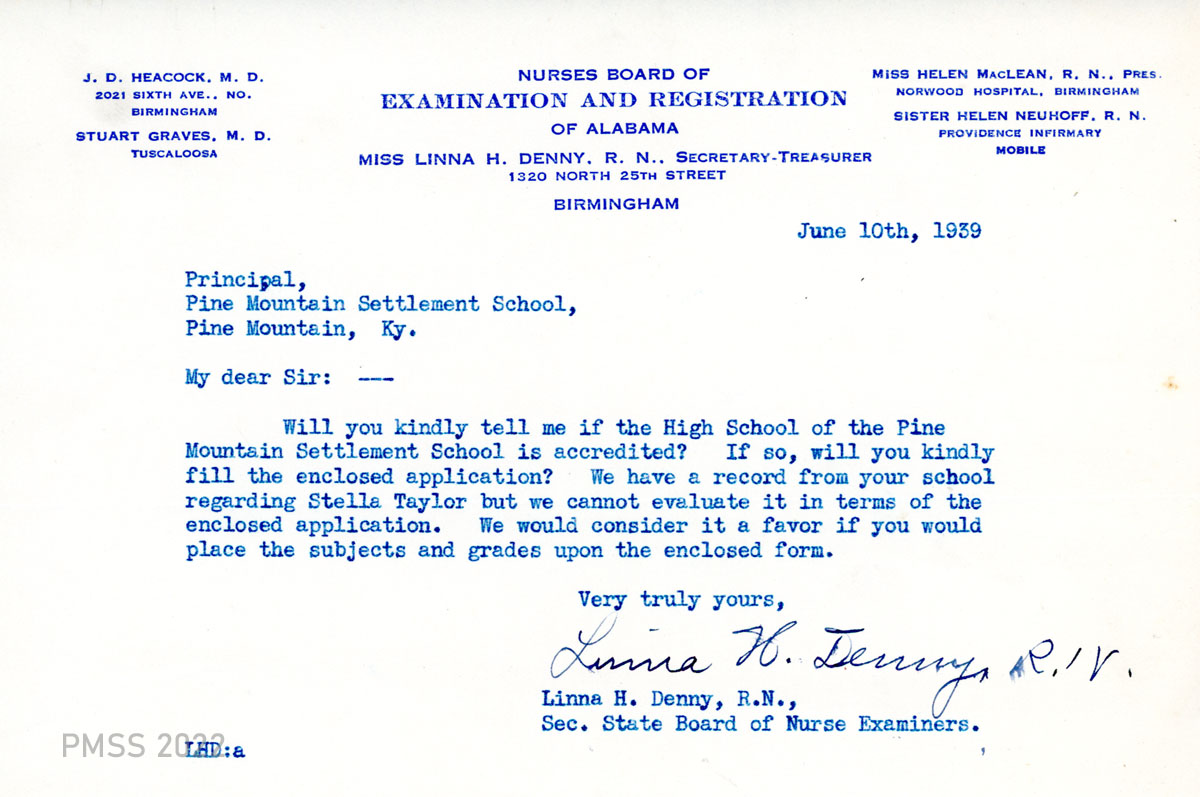 J. D. HEACOCK, M. D.
2021 SIXTH AVE., NO.
BIRMINGHAM
STUART GRAVES, M. D.
TUSCALOOSA
NURSES BOARD OF
EXAMINATION AND REGISTRATION
OF ALABAMA
MISS LINNA H. DENNY, R. N., SECRETARY-TREASURER
1320 NORTH 25TH STREET
BIRMINGHAM
MISS HELEN MACLEAN, R. N., PRES.
NORWOOD HOSPITAL, BIRMINGHAM
SISTER HELEN NEUHOFF, R. N.
PROVIDENCE INFIRMARY
MOBILE
June 10th, 1939
Principal,
Pine Mountain Settlement School,
Pine Mountain, Ky.
My dear Sir: ---
Will you kindly tell me if the High School of the Pine
Mountain Settlement School is accredited? If so, will you kindly
fill the enclosed application? We have a record from your school
regarding Stella Taylor but we cannot evaluate it in terms of the
enclosed application. We would consider it a favor if you would
place the subjects and grades upon the enclosed form.
Very truly yours,
Linna H. Denny, R.N.
Linna H. Denny, R.N.,
Sec. State Board of Nurse Examiners.
LHD:a
PMSS 2022